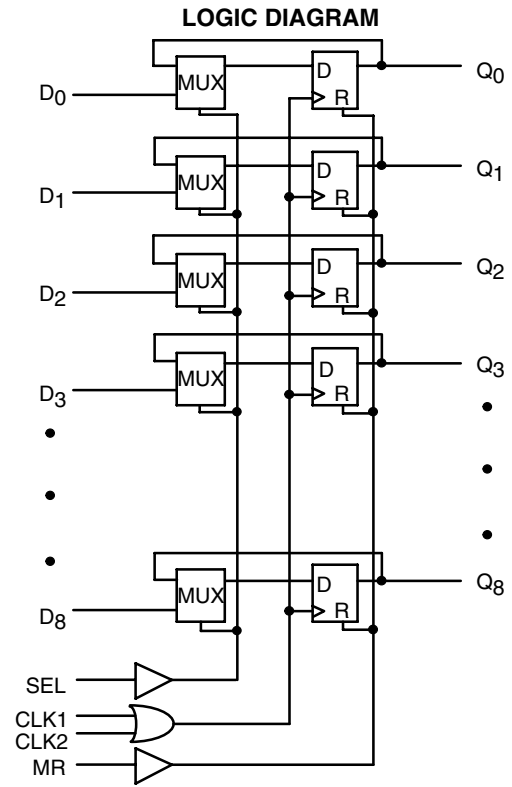 LOGIC DIAGRAM
MUX D Q0
D0 R
MUX D Q1
D1 R
MUX D Q2
D2 R
MUX D Q3
D3 R
MUX D Q8
D8 R
SEL
CLK1
CLK2
MR